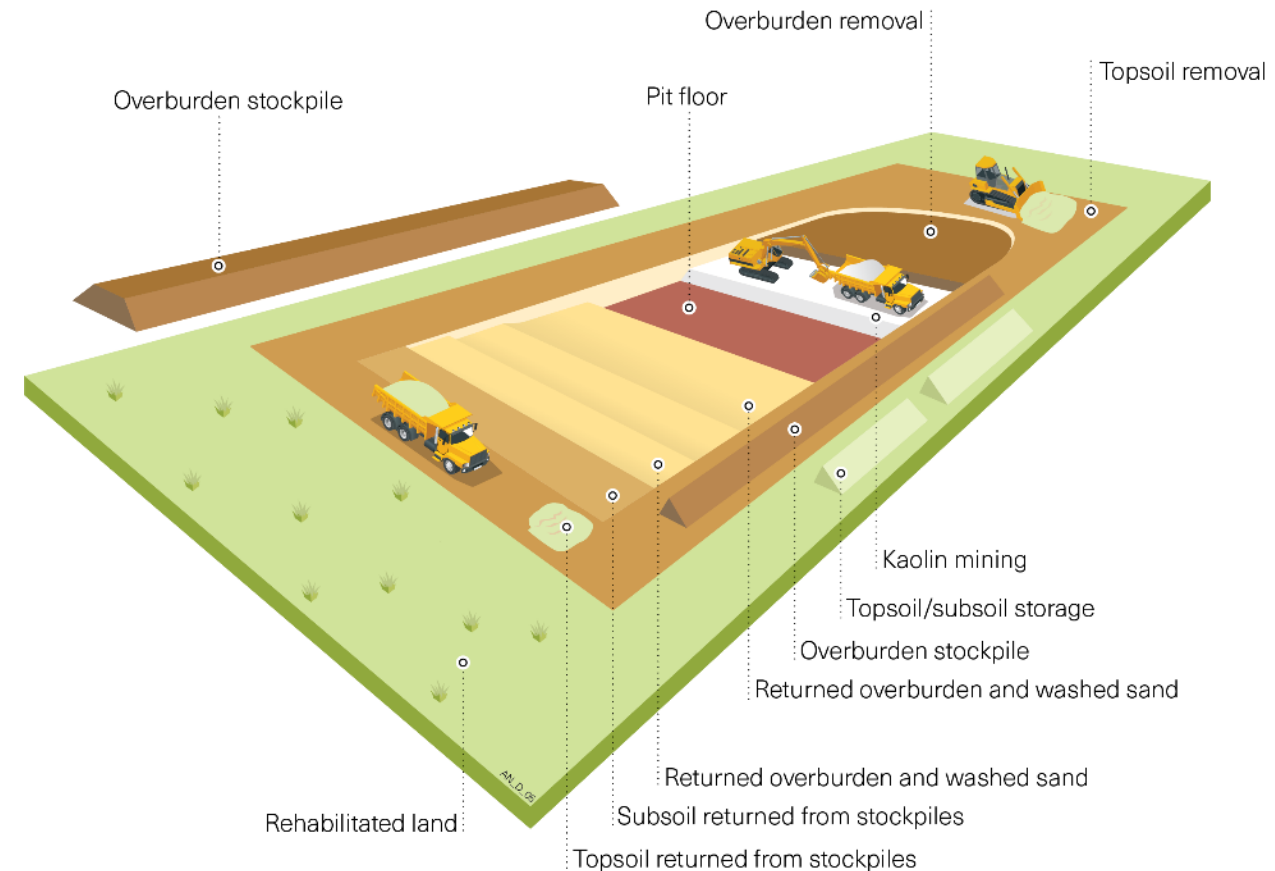 Overburden removal
Topsoil removal
Overburden stockpile
Pit floor
Kaolin mining
Topsoil/subsoil storage
Overburden stockpile
Returned overburden and washed sand
Returned overburden and washed sand
Subsoil returned from stockpiles
Rehabilitated land
Topsoil returned from stockpiles
AN_D_05